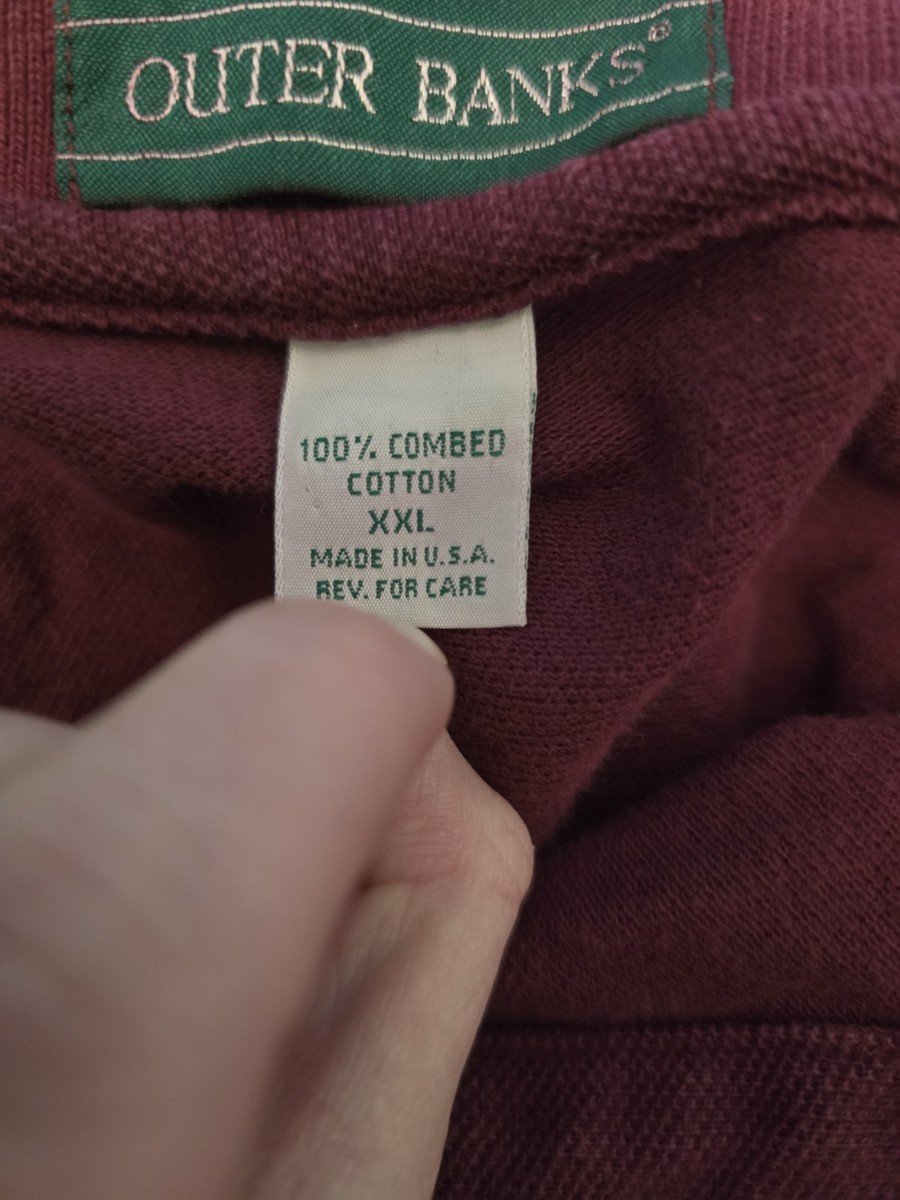 OUTER BANKS®
100% COMBED
COTTON
XXL
MADE IN U.S.A.
REV. FOR CARE